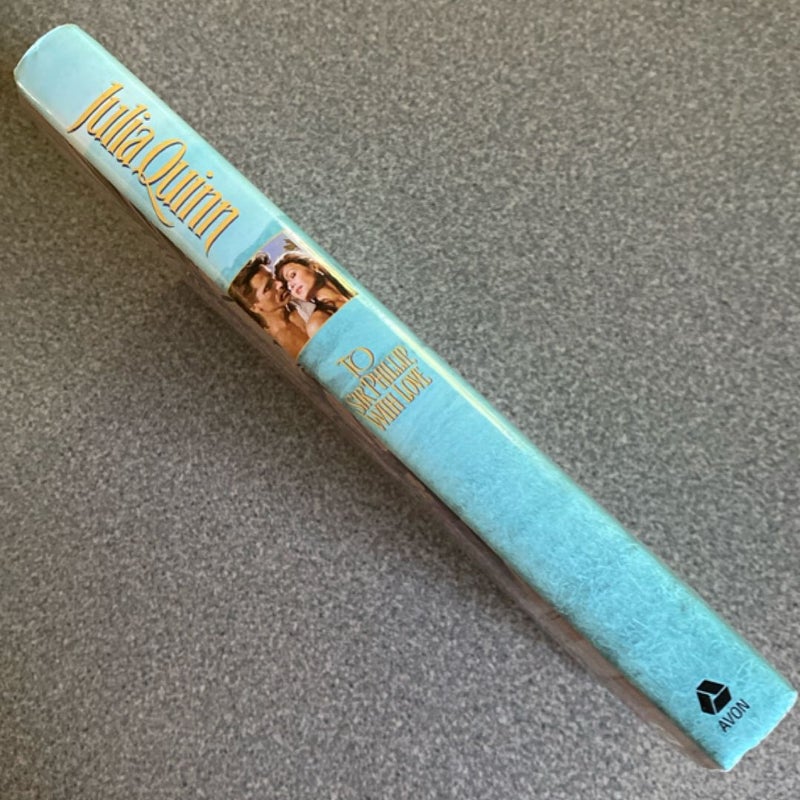 Julia Quinn
TO
SIR PHILLIP,
WITH LOVE
AVON